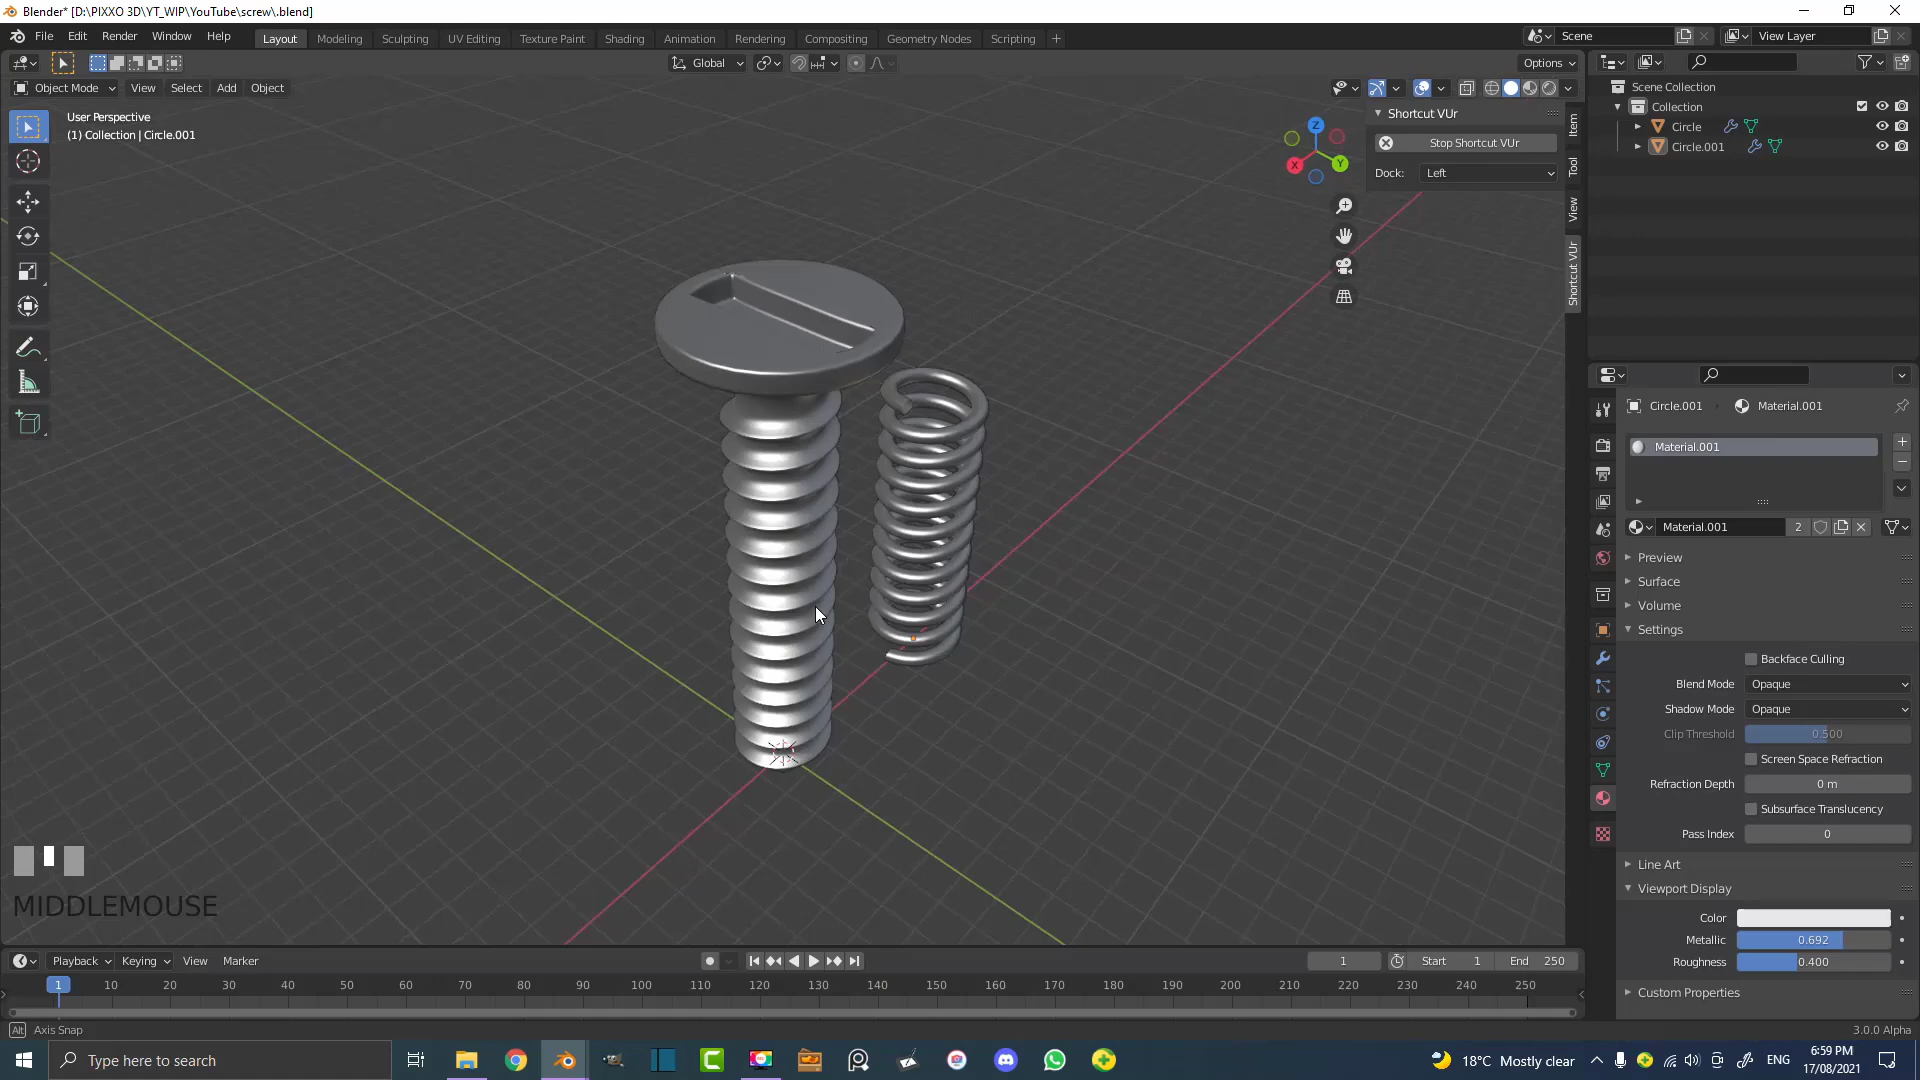 Blender* [D:\PIXXO 3D\YT_WIP\YouTube\screw\.blend]
File Edit Render Window Help Layout Modeling Sculpting UV Editing Texture Paint Shading Animation Rendering Compositing Geometry Nodes Scripting + Scene View Layer
Global Options
Object Mode View Select Add Object
User Perspective
(1) Collection | Circle.001
Shortcut VUr
Stop Shortcut VUr
Dock: Left
Z
Y
X
Item
Tool
View
Shortcut VUr
Scene Collection
Collection
Circle
Circle.001
Circle.001 Material.001
Material.001
Material.001 2
Preview
Surface
Volume
Settings
Backface Culling
Blend Mode Opaque
Shadow Mode Opaque
Clip Threshold 0.500
Screen Space Refraction
Refraction Depth 0 m
Subsurface Translucency
Pass Index 0
Line Art
Viewport Display
Color
Metallic 0.692
Roughness 0.400
Custom Properties
MIDDLEMOUSE
Playback Keying View Marker 1 Start 1 End 250
1 10 20 30 40 50 60 70 80 90 100 110 120 130 140 150 160 170 180 190 200 210 220 230 240 250
Alt Axis Snap 3.0.0 Alpha
Type here to search 18°C Mostly clear ENG 6:59 PM
17/08/2021